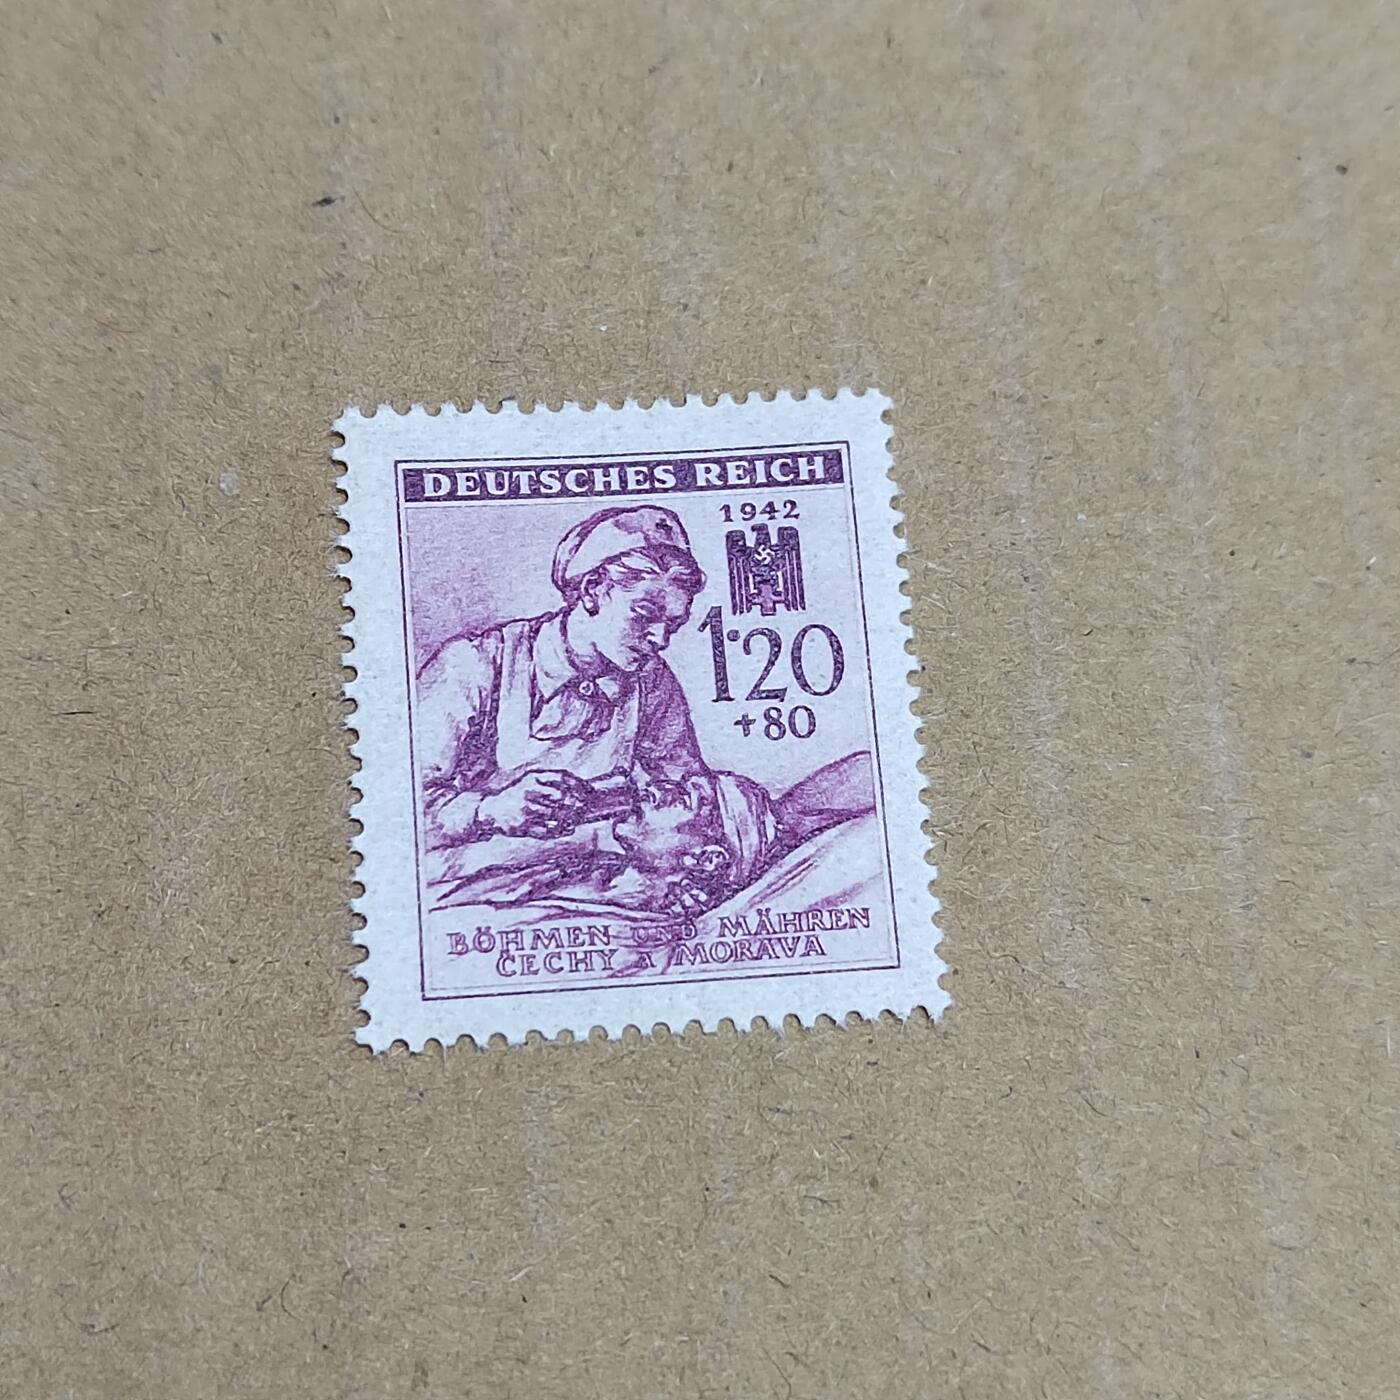 DEUTSCHES REICH
1942
1·20
+80
BÖHMEN UND MÄHREN
ČECHY A MORAVA